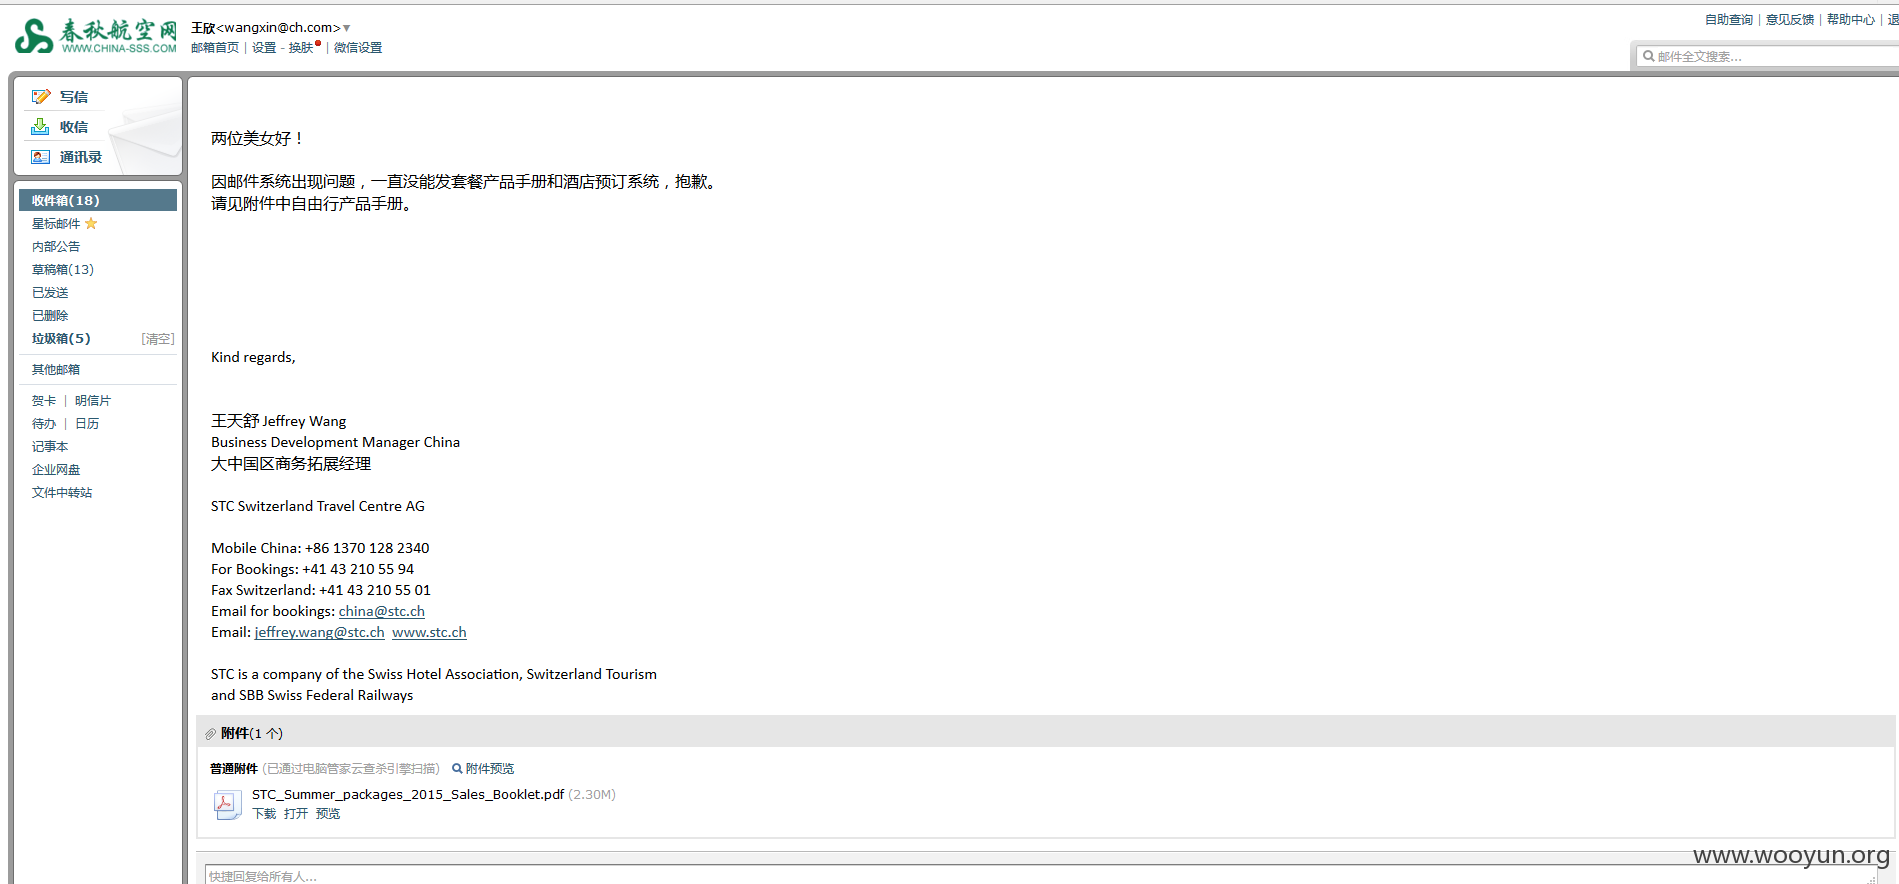 春秋航空网
WWW.CHINA-SSS.COM
王欣<wangxin@ch.com>
邮箱首页 | 设置 - 换肤 | 微信设置
自助查询 | 意见反馈 | 帮助中心 |
邮件全文搜索...
写信
收信
通讯录
收件箱(18)
星标邮件
内部公告
草稿箱(13)
已发送
已删除
垃圾箱(5) [清空]
其他邮箱
贺卡 | 明信片
待办 | 日历
记事本
企业网盘
文件中转站
两位美女好！
因邮件系统出现问题，一直没能发套餐产品手册和酒店预订系统，抱歉。
请见附件中自由行产品手册。
Kind regards,
王天舒 Jeffrey Wang
Business Development Manager China
大中国区商务拓展经理
STC Switzerland Travel Centre AG
Mobile China: +86 1370 128 2340
For Bookings: +41 43 210 55 94
Fax Switzerland: +41 43 210 55 01
Email for bookings: china@stc.ch
Email: jeffrey.wang@stc.ch www.stc.ch
STC is a company of the Swiss Hotel Association, Switzerland Tourism
and SBB Swiss Federal Railways
附件(1 个)
普通附件 (已通过电脑管家云查杀引擎扫描) 附件预览
STC_Summer_packages_2015_Sales_Booklet.pdf (2.30M)
下载 打开 预览
快捷回复给所有人...
www.wooyun.org